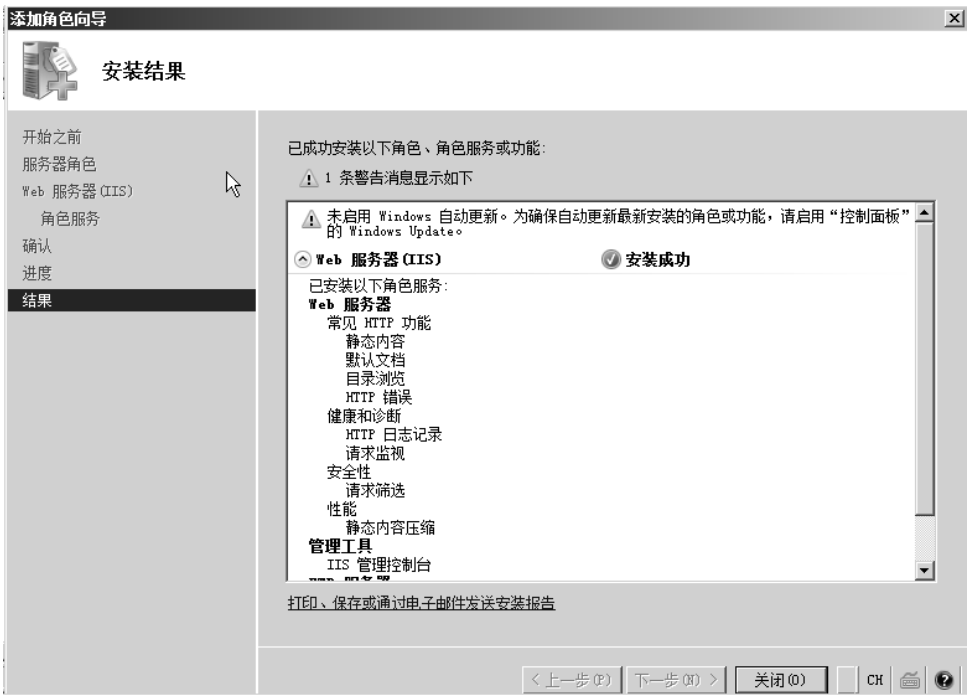 添加角色向导
安装结果
开始之前
服务器角色
Web 服务器(IIS)
角色服务
确认
进度
结果
已成功安装以下角色、角色服务或功能:
1 条警告消息显示如下
未启用 Windows 自动更新。为确保自动更新最新安装的角色或功能，请启用“控制面板”
的 Windows Update。
Web 服务器(IIS) 安装成功
已安装以下角色服务:
Web 服务器
常见 HTTP 功能
静态内容
默认文档
目录浏览
HTTP 错误
健康和诊断
HTTP 日志记录
请求监视
安全性
请求筛选
性能
静态内容压缩
管理工具
IIS 管理控制台
打印、保存或通过电子邮件发送安装报告
< 上一步(P) 下一步(N) > 关闭(O) CH